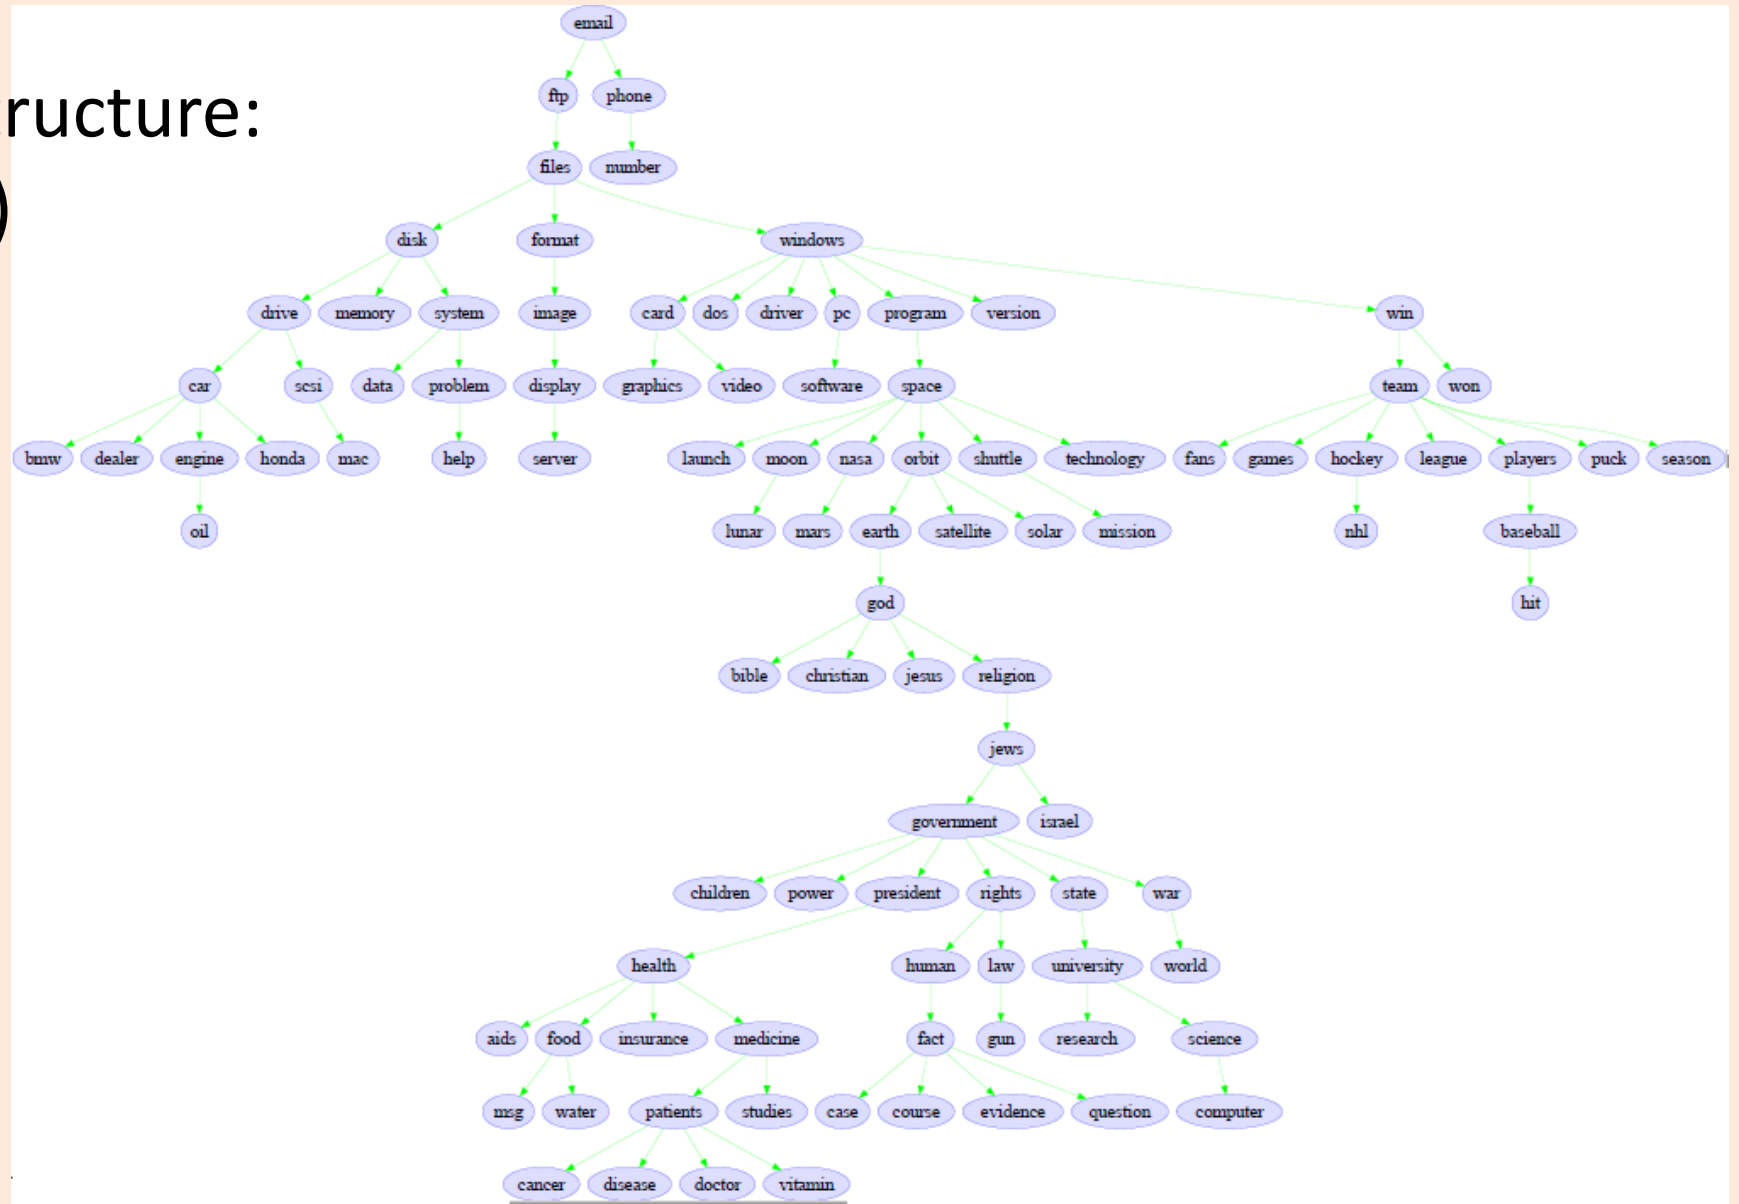 email
ructure:
ftp phone
files number
)
disk format windows
drive memory system image card dos driver pc program version win
car scsi data problem display graphics video software space team won
bmw dealer engine honda mac help server launch moon nasa orbit shuttle technology fans games hockey league players puck season
oil lunar mars earth satellite solar mission nhl baseball
god hit
bible christian jesus religion
jews
government israel
children power president rights state war
health human law university world
aids food insurance medicine fact gun research science
msg water patients studies case course evidence question computer
cancer disease doctor vitamin